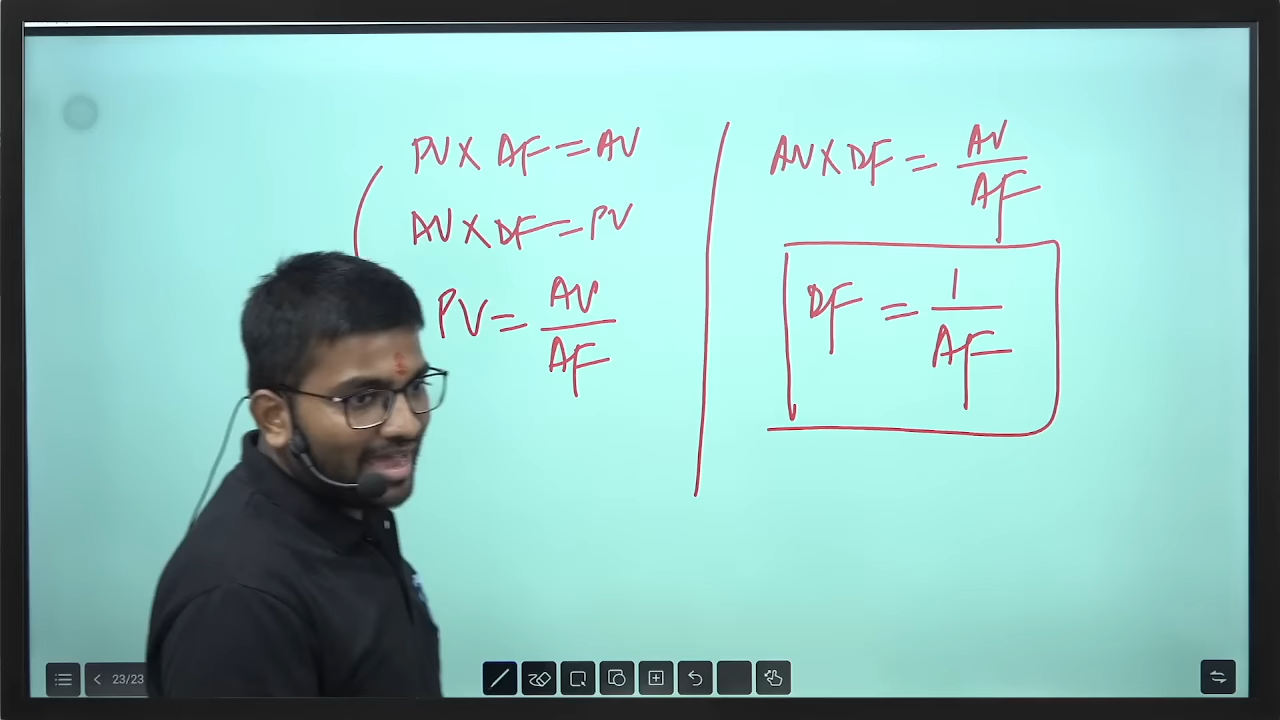 PV X AF = AV
AV X DF = PV
PV = AV/AF
AV X DF = AV/AF
DF = 1/AF
23/23